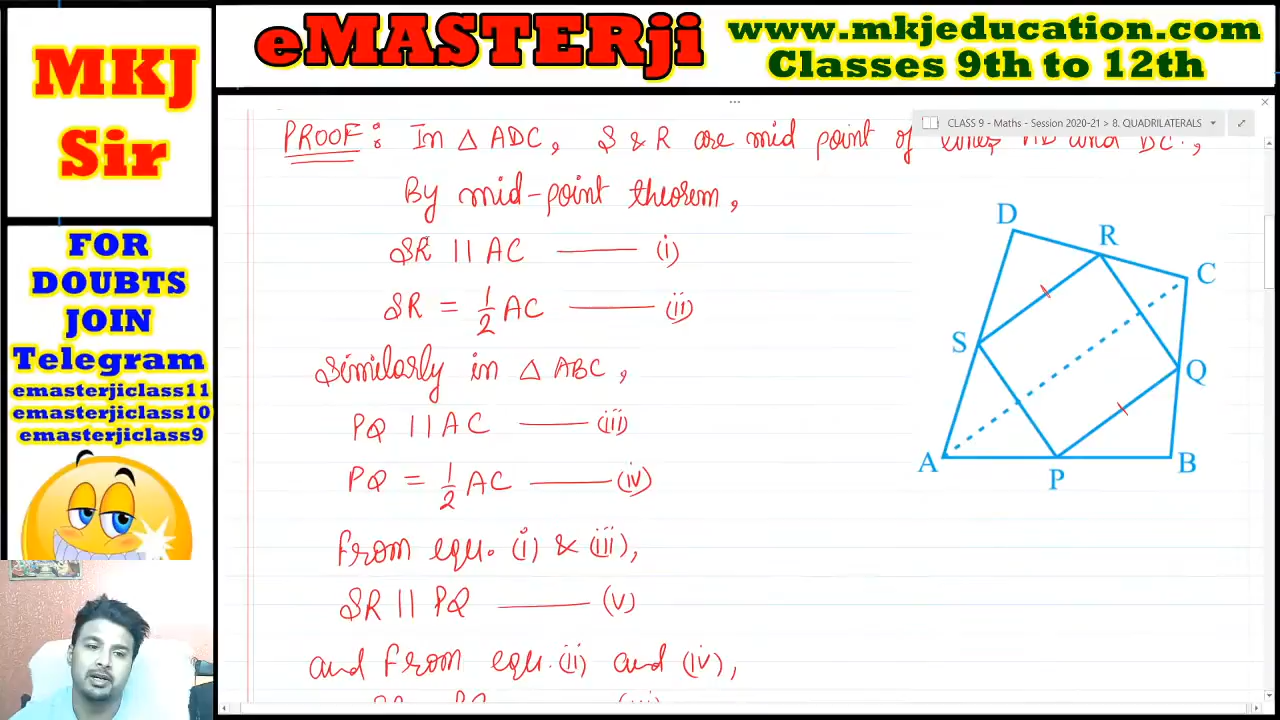 MKJ
Sir
eMASTERji
www.mkjeducation.com
Classes 9th to 12th
FOR
DOUBTS
JOIN
Telegram
emasterjiclass11
emasterjiclass10
emasterjiclass9
CLASS 9 - Maths - Session 2020-21 > 8. QUADRILATERALS
PROOF : In △ ADC, S & R are mid point of and
By mid-point theorem,
SR || AC —— (i)
SR = 1/2 AC —— (ii)
Similarly in △ ABC,
PQ || AC —— (iii)
PQ = 1/2 AC —— (iv)
From equ. (i) & (iii),
SR || PQ —— (v)
and from equ. (ii) and (iv),
D
R
C
S
Q
A
P
B